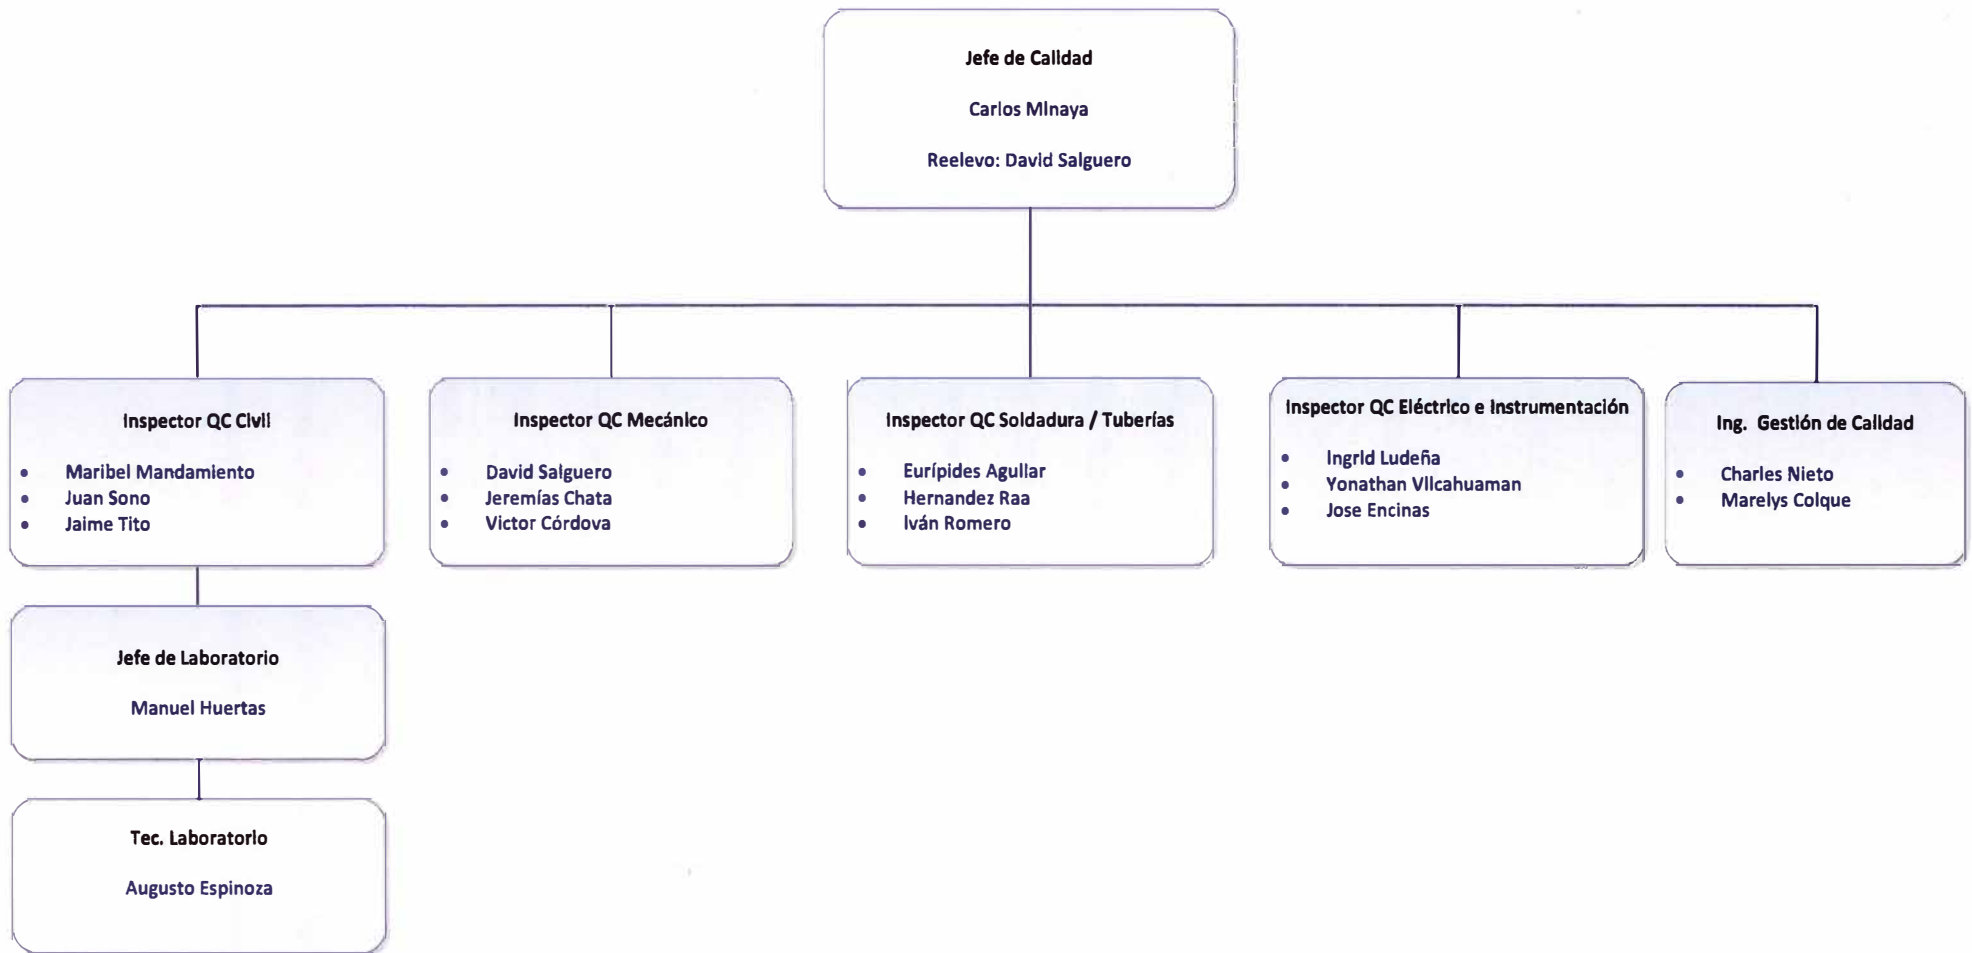 Jefe de Calidad
Carlos Minaya
Reelevo: David Salguero
Inspector QC Civil
• Maribel Mandamiento
• Juan Sono
• Jaime Tito
Inspector QC Mecánico
• David Salguero
• Jeremías Chata
• Victor Córdova
Inspector QC Soldadura / Tuberías
• Eurípides Aguilar
• Hernandez Raa
• Iván Romero
Inspector QC Eléctrico e Instrumentación
• Ingrid Ludeña
• Yonathan Vilcahuaman
• Jose Encinas
Ing. Gestión de Calidad
• Charles Nieto
• Marelys Colque
Jefe de Laboratorio
Manuel Huertas
Tec. Laboratorio
Augusto Espinoza